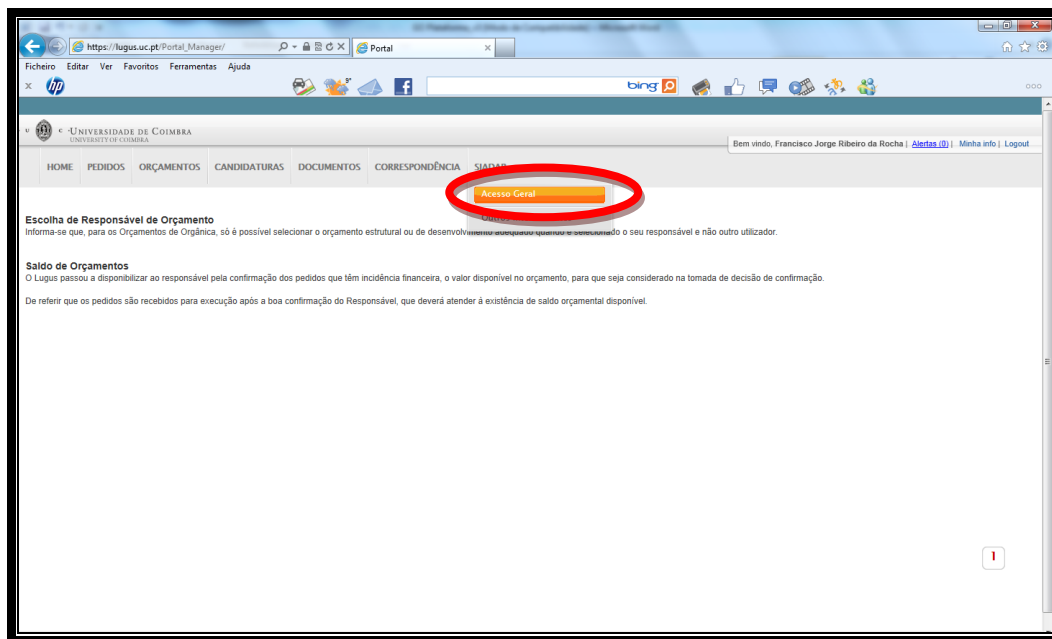 https://lugus.uc.pt/Portal_Manager/
Portal
Ficheiro Editar Ver Favoritos Ferramentas Ajuda
x hp 9° bing
UNIVERSIDADE DE COIMBRA
UNIVERSITY OF COIMBRA
Bem vindo, Francisco Jorge Ribeiro da Rocha | Alertas (0) | Minha info | Logout
HOME PEDIDOS ORÇAMENTOS CANDIDATURAS DOCUMENTOS CORRESPONDÊNCIA SIADAP
Acesso Geral
Outros
Escolha de Responsável de Orçamento
Informa-se que, para os Orçamentos de Orgânica, só é possível selecionar o orçamento estrutural ou de desenvolvimento adequado quando é selecionado o seu responsável e não outro utilizador.
Saldo de Orçamentos
O Lugus passou a disponibilizar ao responsável pela confirmação dos pedidos que têm incidência financeira, o valor disponível no orçamento, para que seja considerado na tomada de decisão de confirmação.
De referir que os pedidos são recebidos para execução após a boa confirmação do Responsável, que deverá atender á existência de saldo orçamental disponível.
1